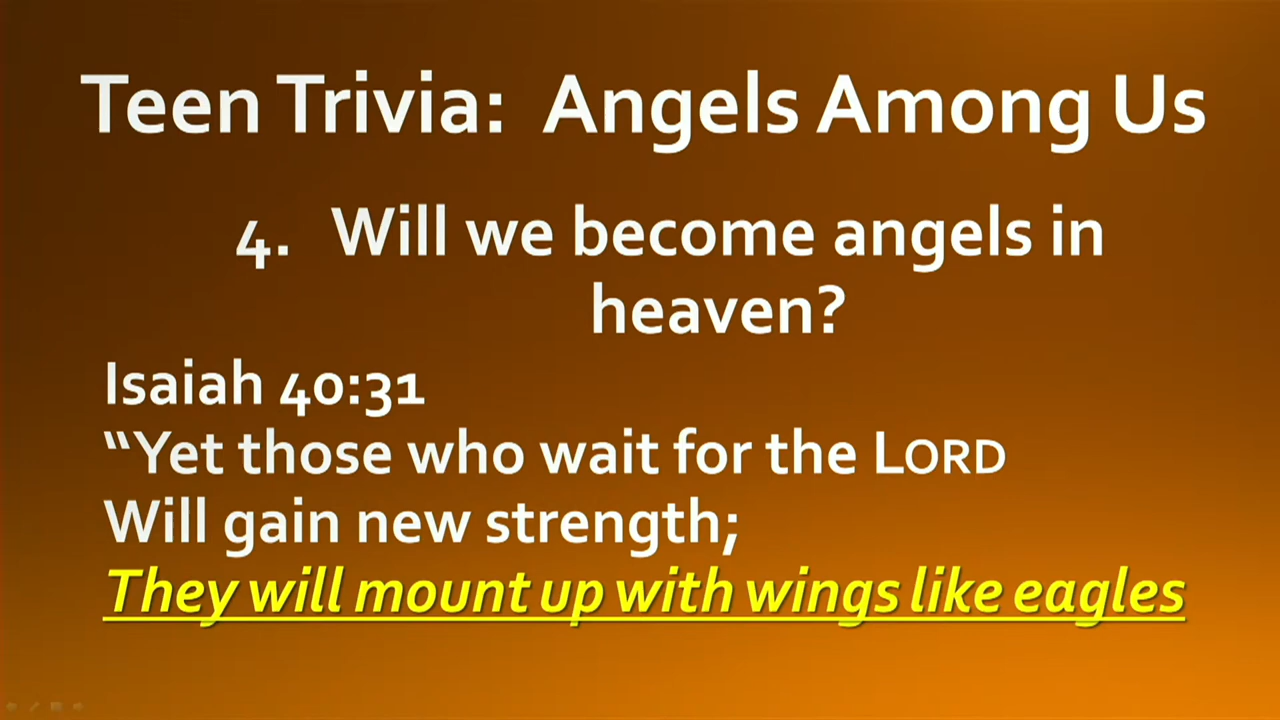 Teen Trivia: Angels Among Us
4. Will we become angels in
heaven?
Isaiah 40:31
“Yet those who wait for the LORD
Will gain new strength;
They will mount up with wings like eagles